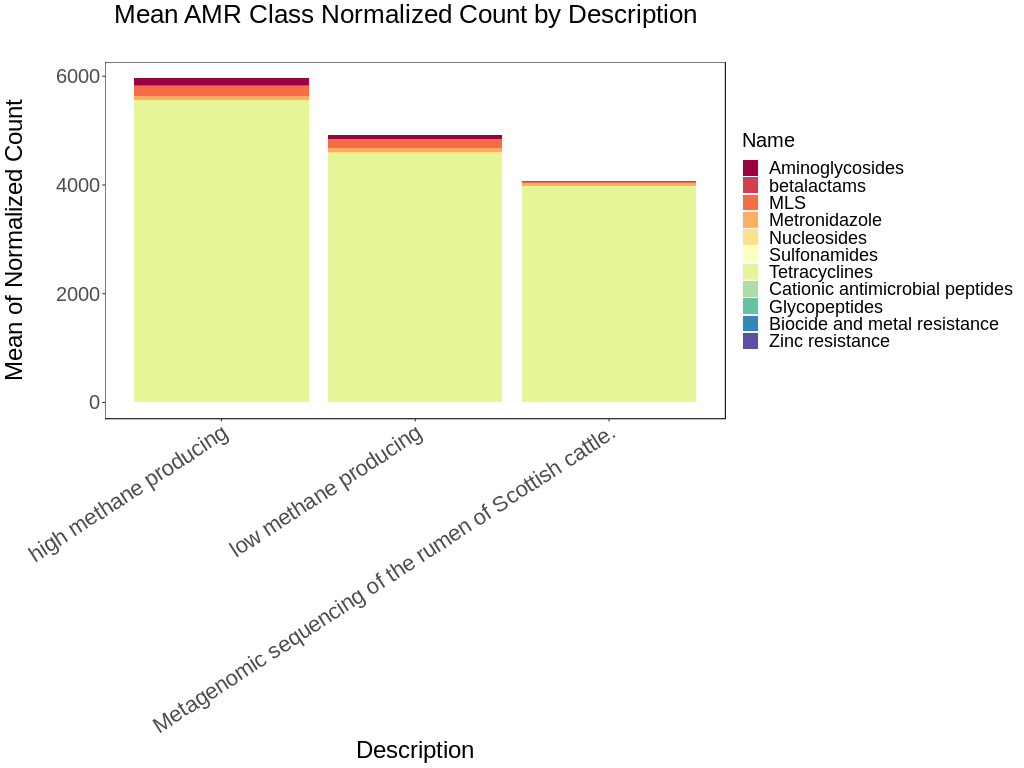 Mean AMR Class Normalized Count by Description
Mean of Normalized Count
6000
4000
2000
0
high methane producing
low methane producing
Metagenomic sequencing of the rumen of Scottish cattle.
Description
Name
Aminoglycosides
betalactams
MLS
Metronidazole
Nucleosides
Sulfonamides
Tetracyclines
Cationic antimicrobial peptides
Glycopeptides
Biocide and metal resistance
Zinc resistance